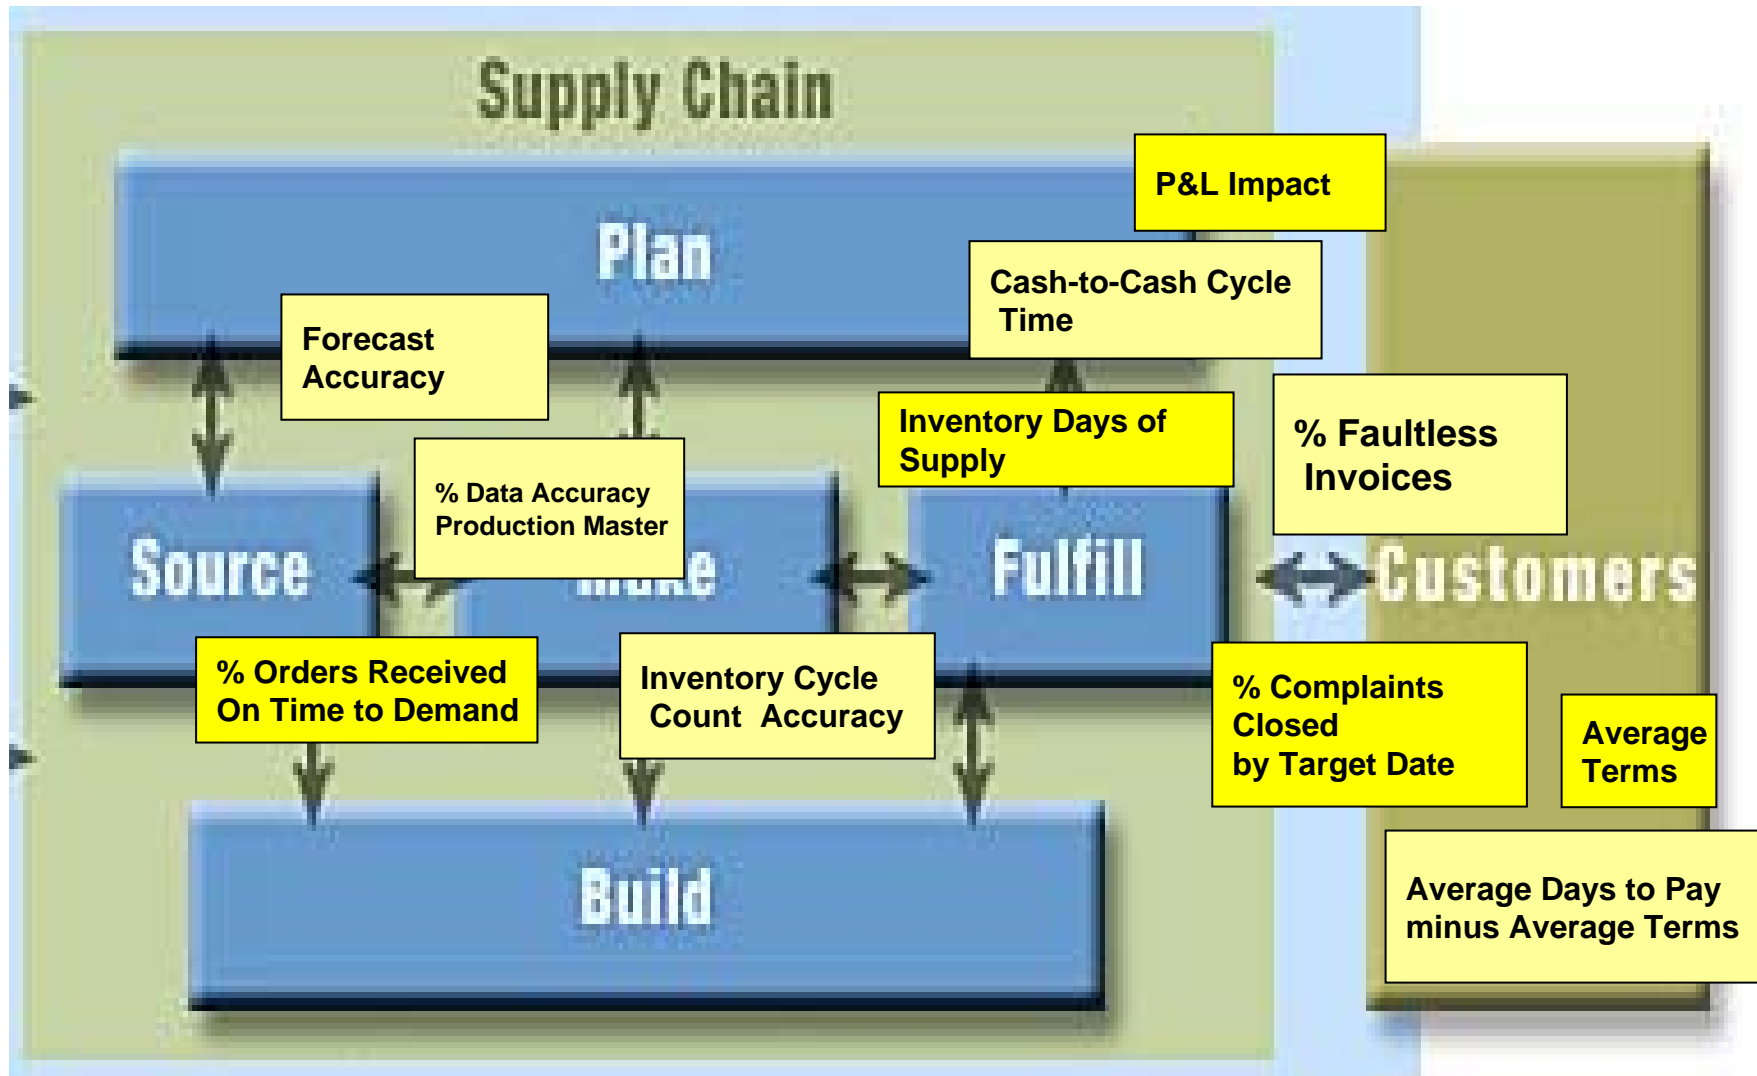 Supply Chain
P&L Impact
Plan
Cash-to-Cash Cycle
Time
Forecast
Accuracy
Inventory Days of
Supply
% Faultless
Invoices
% Data Accuracy
Production Master
Source
Make
Fulfill
Customers
% Orders Received
On Time to Demand
Inventory Cycle
Count Accuracy
% Complaints
Closed
by Target Date
Average
Terms
Build
Average Days to Pay
minus Average Terms